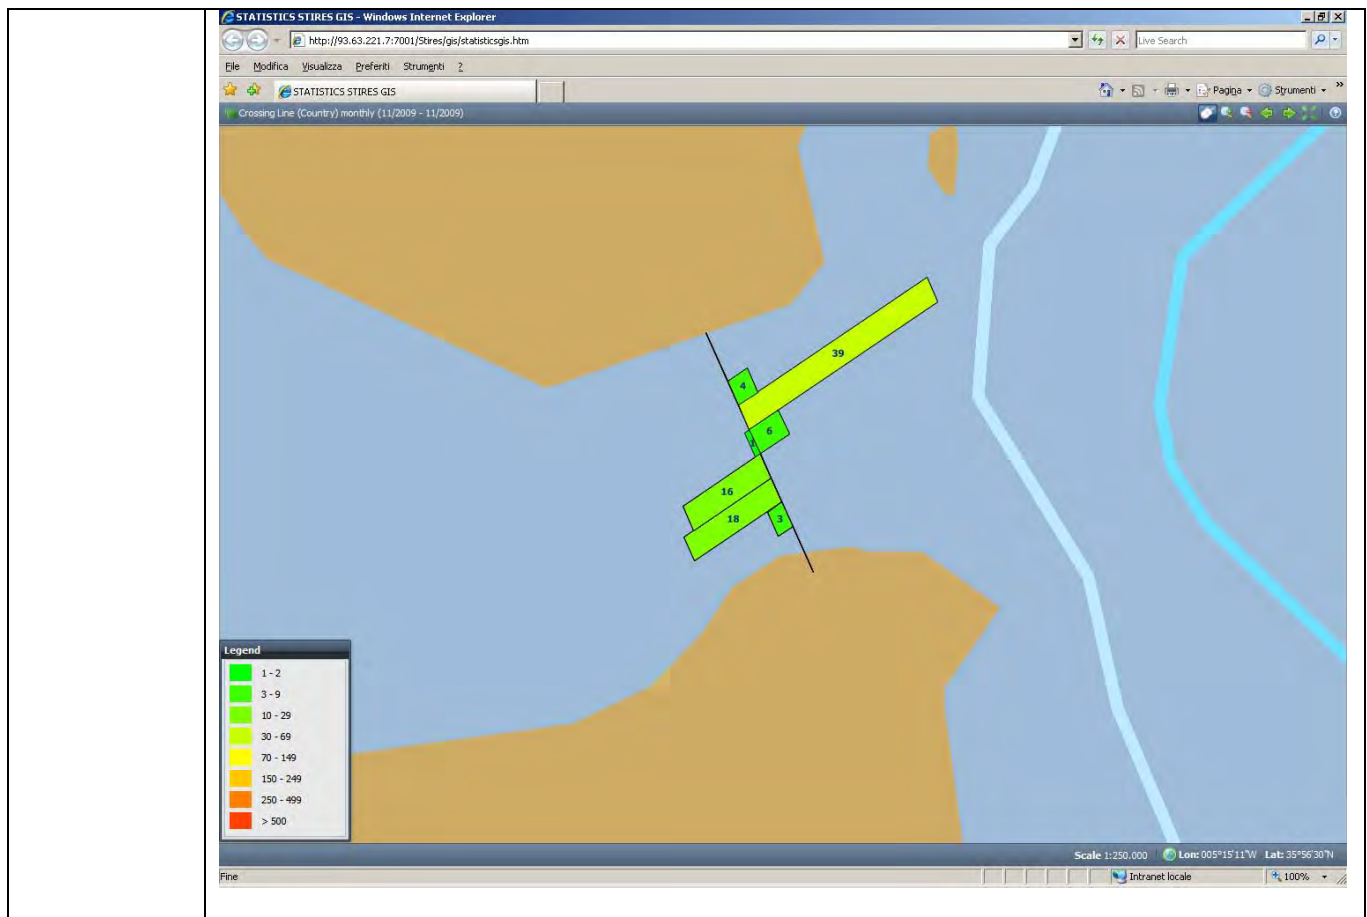 STATISTICS STIRES GIS - Windows Internet Explorer
http://93.63.221.7:7001/Stires/gis/statisticsgis.htm
Live Search
File Modifica Visualizza Preferiti Strumenti ?
STATISTICS STIRES GIS
Pagina
Strumenti
»
Crossing Line (Country) monthly (11/2009 - 11/2009)
39
4
6
1
16
18
3
Legend
1 - 2
3 - 9
10 - 29
30 - 69
70 - 149
150 - 249
250 - 499
> 500
Scale 1:250.000 Lon: 005°15'11"W Lat: 35°56'30"N
Fine
Intranet locale
100%